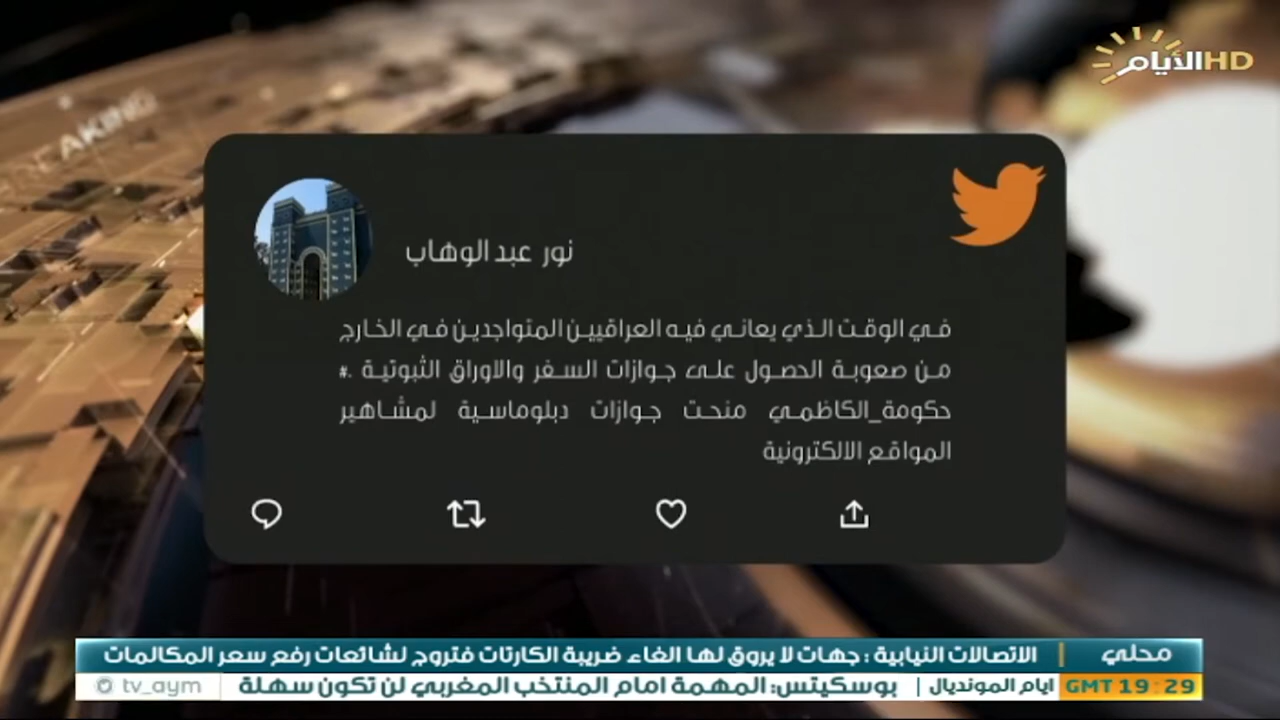 الأيام HD
BREAKING
نور عبد الوهاب
في الوقت الذي يعاني فيه العراقيين المتواجدين في الخارج
من صعوبة الحصول على جوازات السفر والاوراق الثبوتية .#
حكومة_الكاظمي منحت جوازات دبلوماسية لمشاهير
المواقع الالكترونية
محلي | الاتصالات النيابية : جهات لا يروق لها الغاء ضريبة الكارتات فتروج لشائعات رفع سعر المكالمات
GMT 19:29 ايام المونديال | بوسكيتس: المهمة امام المنتخب المغربي لن تكون سهلة tv_aym